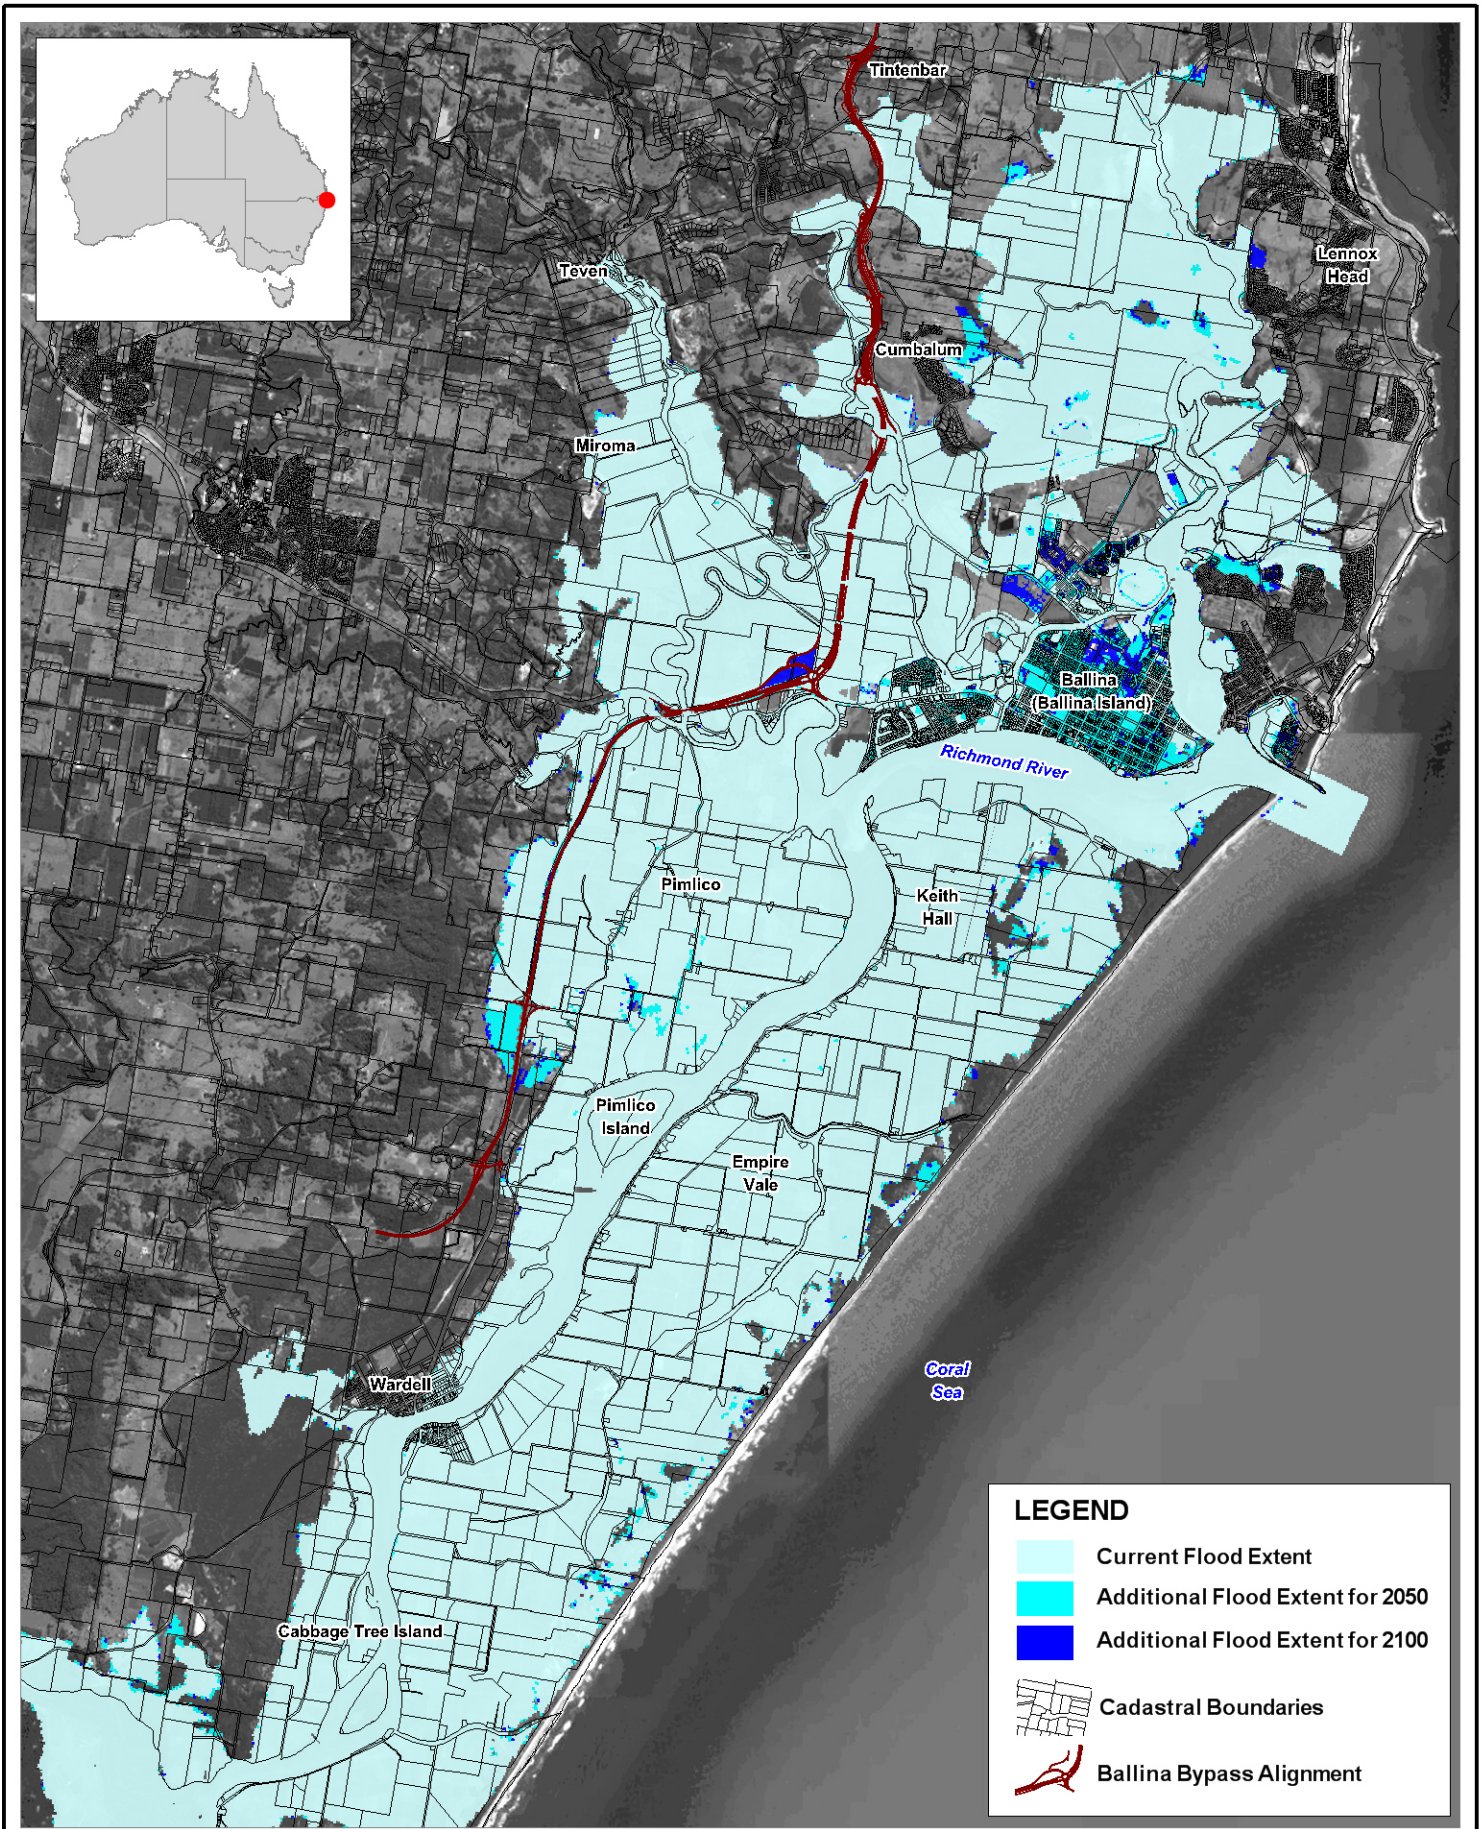 Tintenbar
Lennox
Head
Teven
Cumbalum
Miroma
Ballina
(Ballina Island)
Richmond River
Pimlico
Keith
Hall
Pimlico
Island
Empire
Vale
Coral
Sea
Wardell
Cabbage Tree Island
LEGEND
Current Flood Extent
Additional Flood Extent for 2050
Additional Flood Extent for 2100
Cadastral Boundaries
Ballina Bypass Alignment